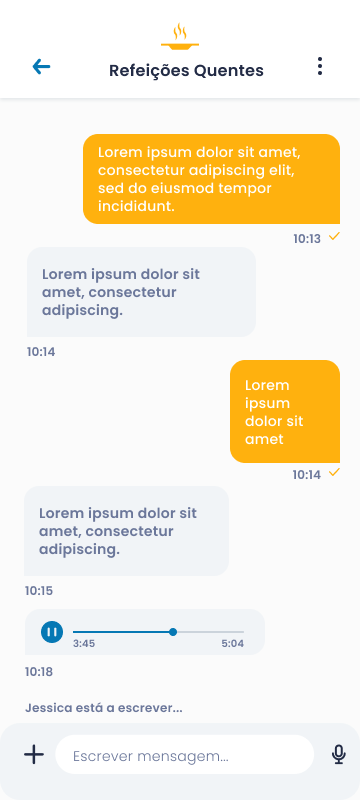 Refeições Quentes
Lorem ipsum dolor sit amet,
consectetur adipiscing elit,
sed do eiusmod tempor
incididunt.
10:13
Lorem ipsum dolor sit
amet, consectetur
adipiscing.
10:14
Lorem
ipsum
dolor sit
amet
10:14
Lorem ipsum dolor sit
amet, consectetur
adipiscing.
10:15
3:45 5:04
10:18
Jessica está a escrever...
Escrever mensagem...